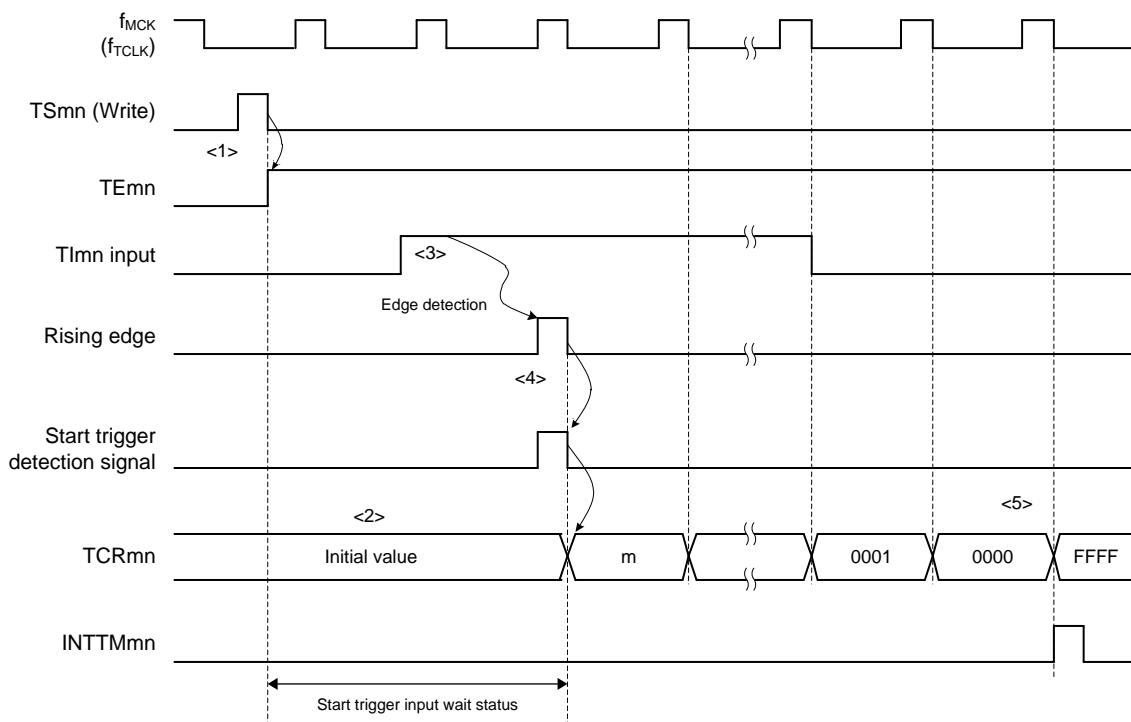 fMCK
(fTCLK)
TSmn (Write)
<1>
TEmn
TImn input
<3>
Edge detection
Rising edge
<4>
Start trigger
detection signal
<2>
<5>
TCRmn
Initial value
m
0001
0000
FFFF
INTTMmn
Start trigger input wait status